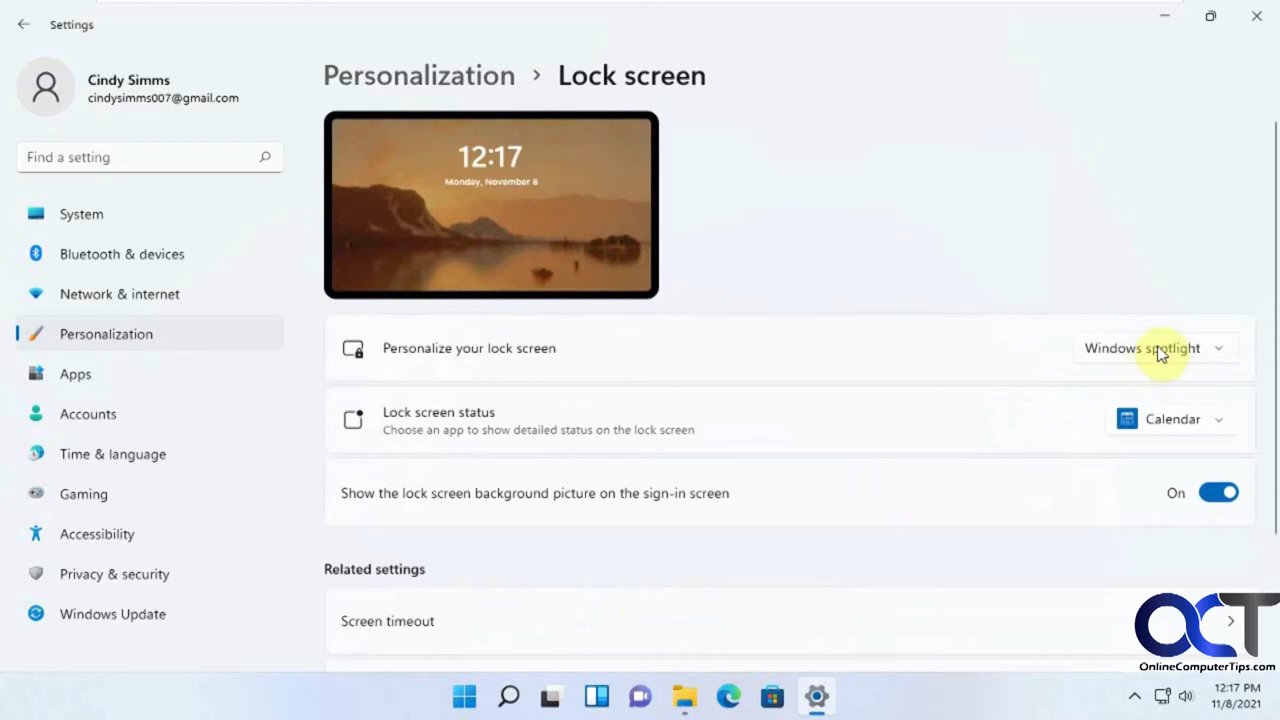 Settings
Cindy Simms
cindysimms007@gmail.com
Find a setting
System
Bluetooth & devices
Network & internet
Personalization
Apps
Accounts
Time & language
Gaming
Accessibility
Privacy & security
Windows Update
Personalization > Lock screen
12:17
Monday, November 8
Personalize your lock screen
Windows spotlight
Lock screen status
Choose an app to show detailed status on the lock screen
Calendar
Show the lock screen background picture on the sign-in screen
On
Related settings
Screen timeout
OCT
OnlineComputerTips.com
12:17 PM
11/8/2021